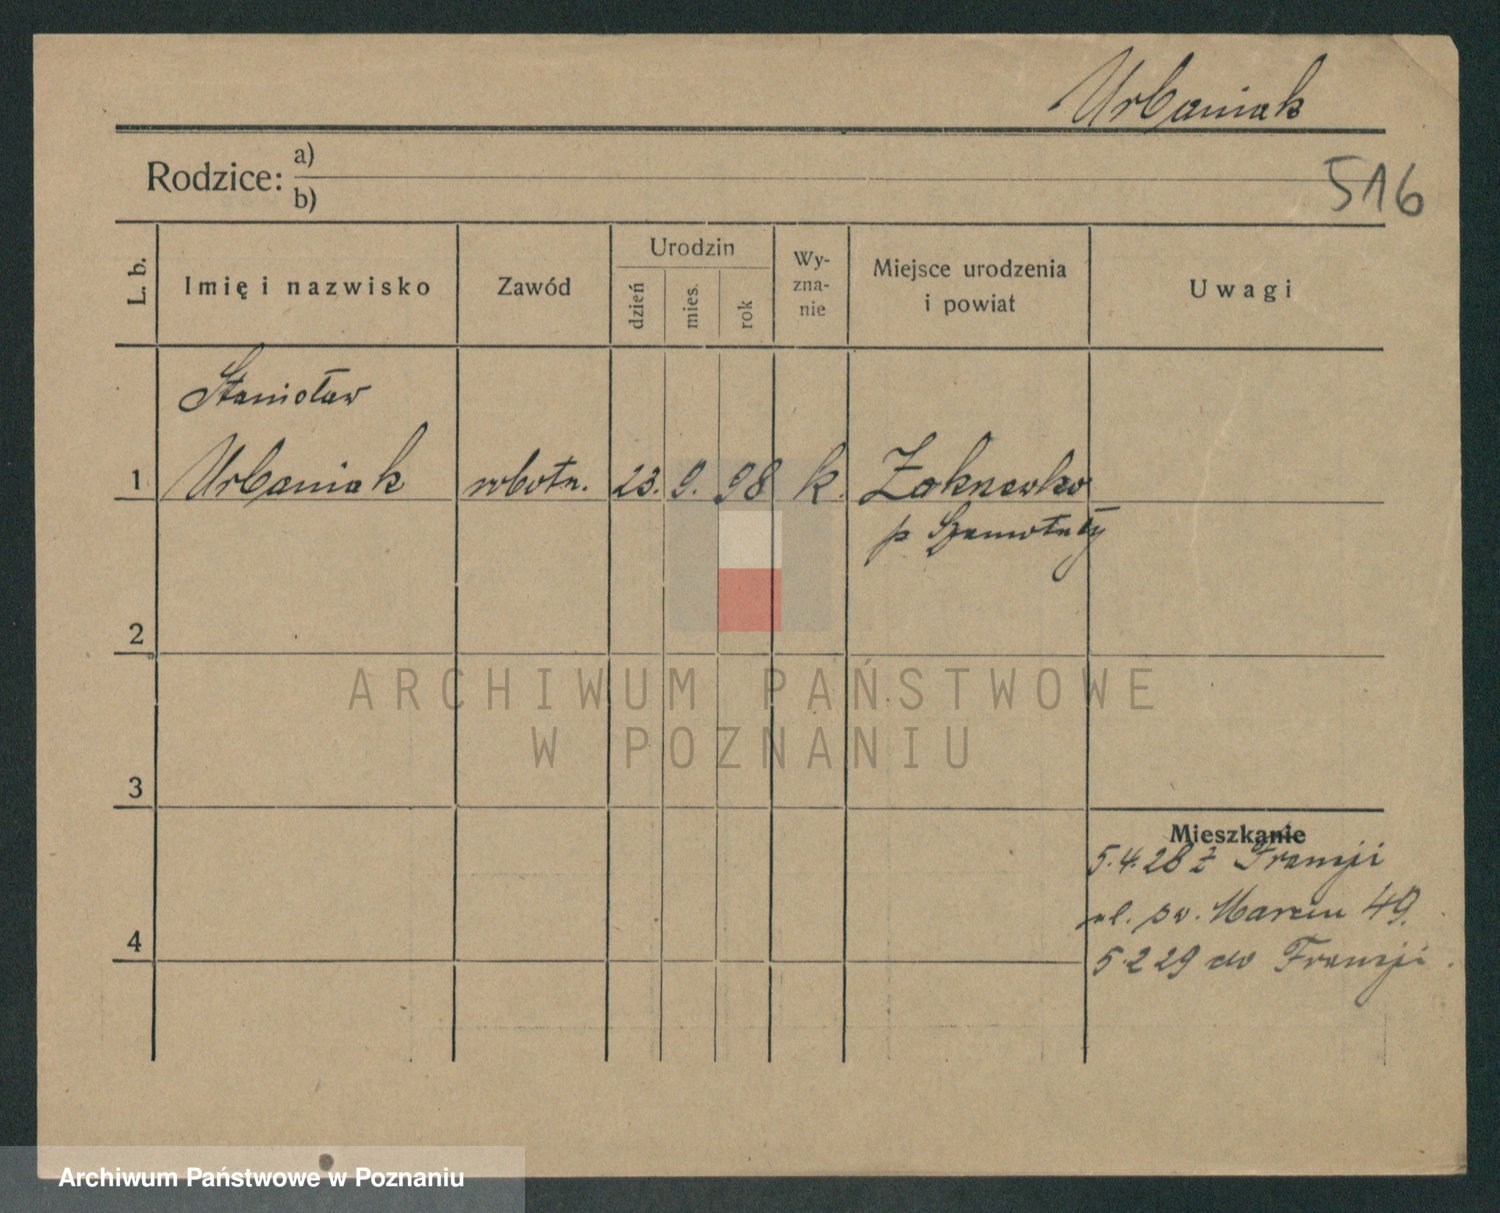 Urbaniak
Rodzice: a)
b)
516
L. b.
Imię i nazwisko
Zawód
Urodzin
dzień
mies.
rok
Wy-
zna-
nie
Miejsce urodzenia
i powiat
Uwagi
Stanisław
1 Urbaniak robotn. 23. 9. 98 k.
p. Szamotuły
2
ARCHIWUM PAŃSTWOWE
W POZNANIU
3
Mieszkanie
5.4.28 z Francji
ul. św. Marcin 49.
4
5.2 29 do Francji.
Archiwum Państwowe w Poznaniu